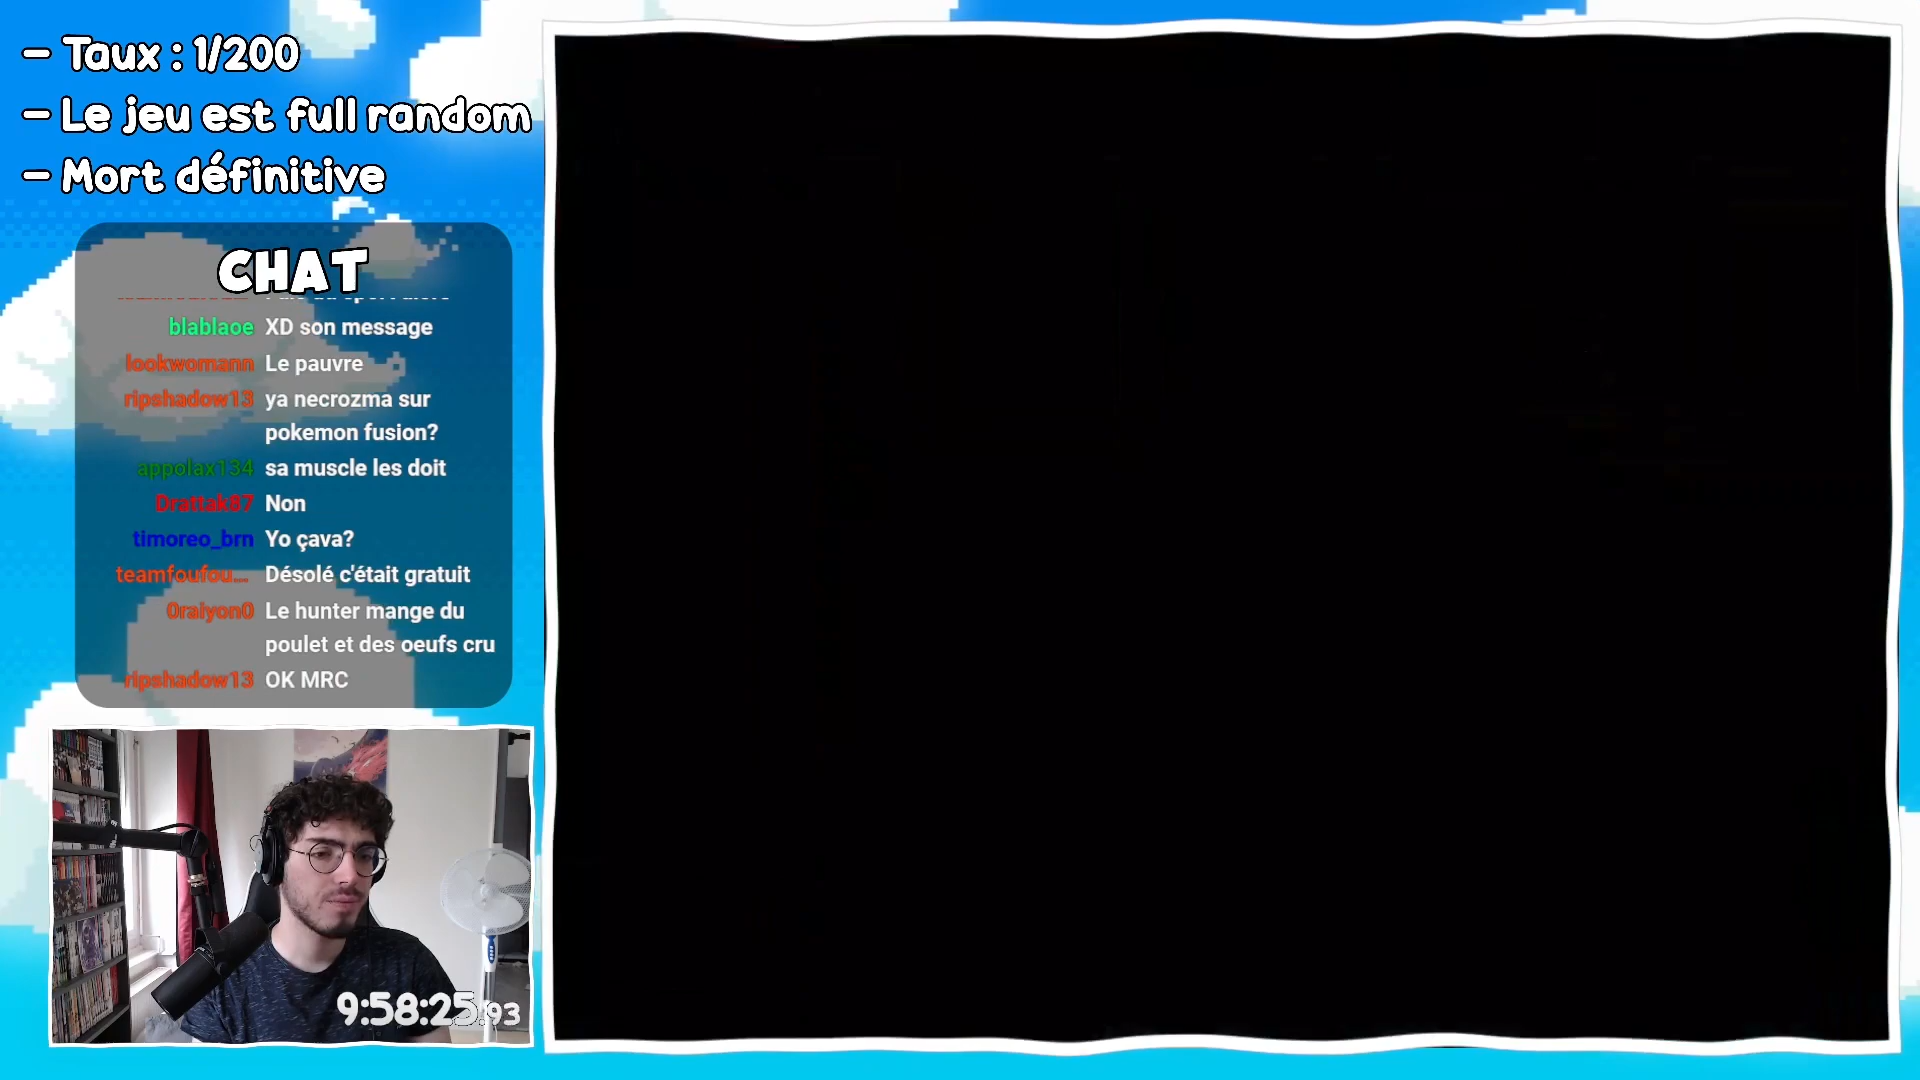 – Taux : 1/200
– Le jeu est full random
– Mort définitive
CHAT
blablaoe XD son message
lookwomann Le pauvre
ripshadow13 ya necrozma sur
pokemon fusion?
appolax134 sa muscle les doit
Drattak87 Non
timoreo_brn Yo çava?
teamfoufou... Désolé c'était gratuit
0raiyon0 Le hunter mange du
poulet et des oeufs cru
ripshadow13 OK MRC
9:58:25.93